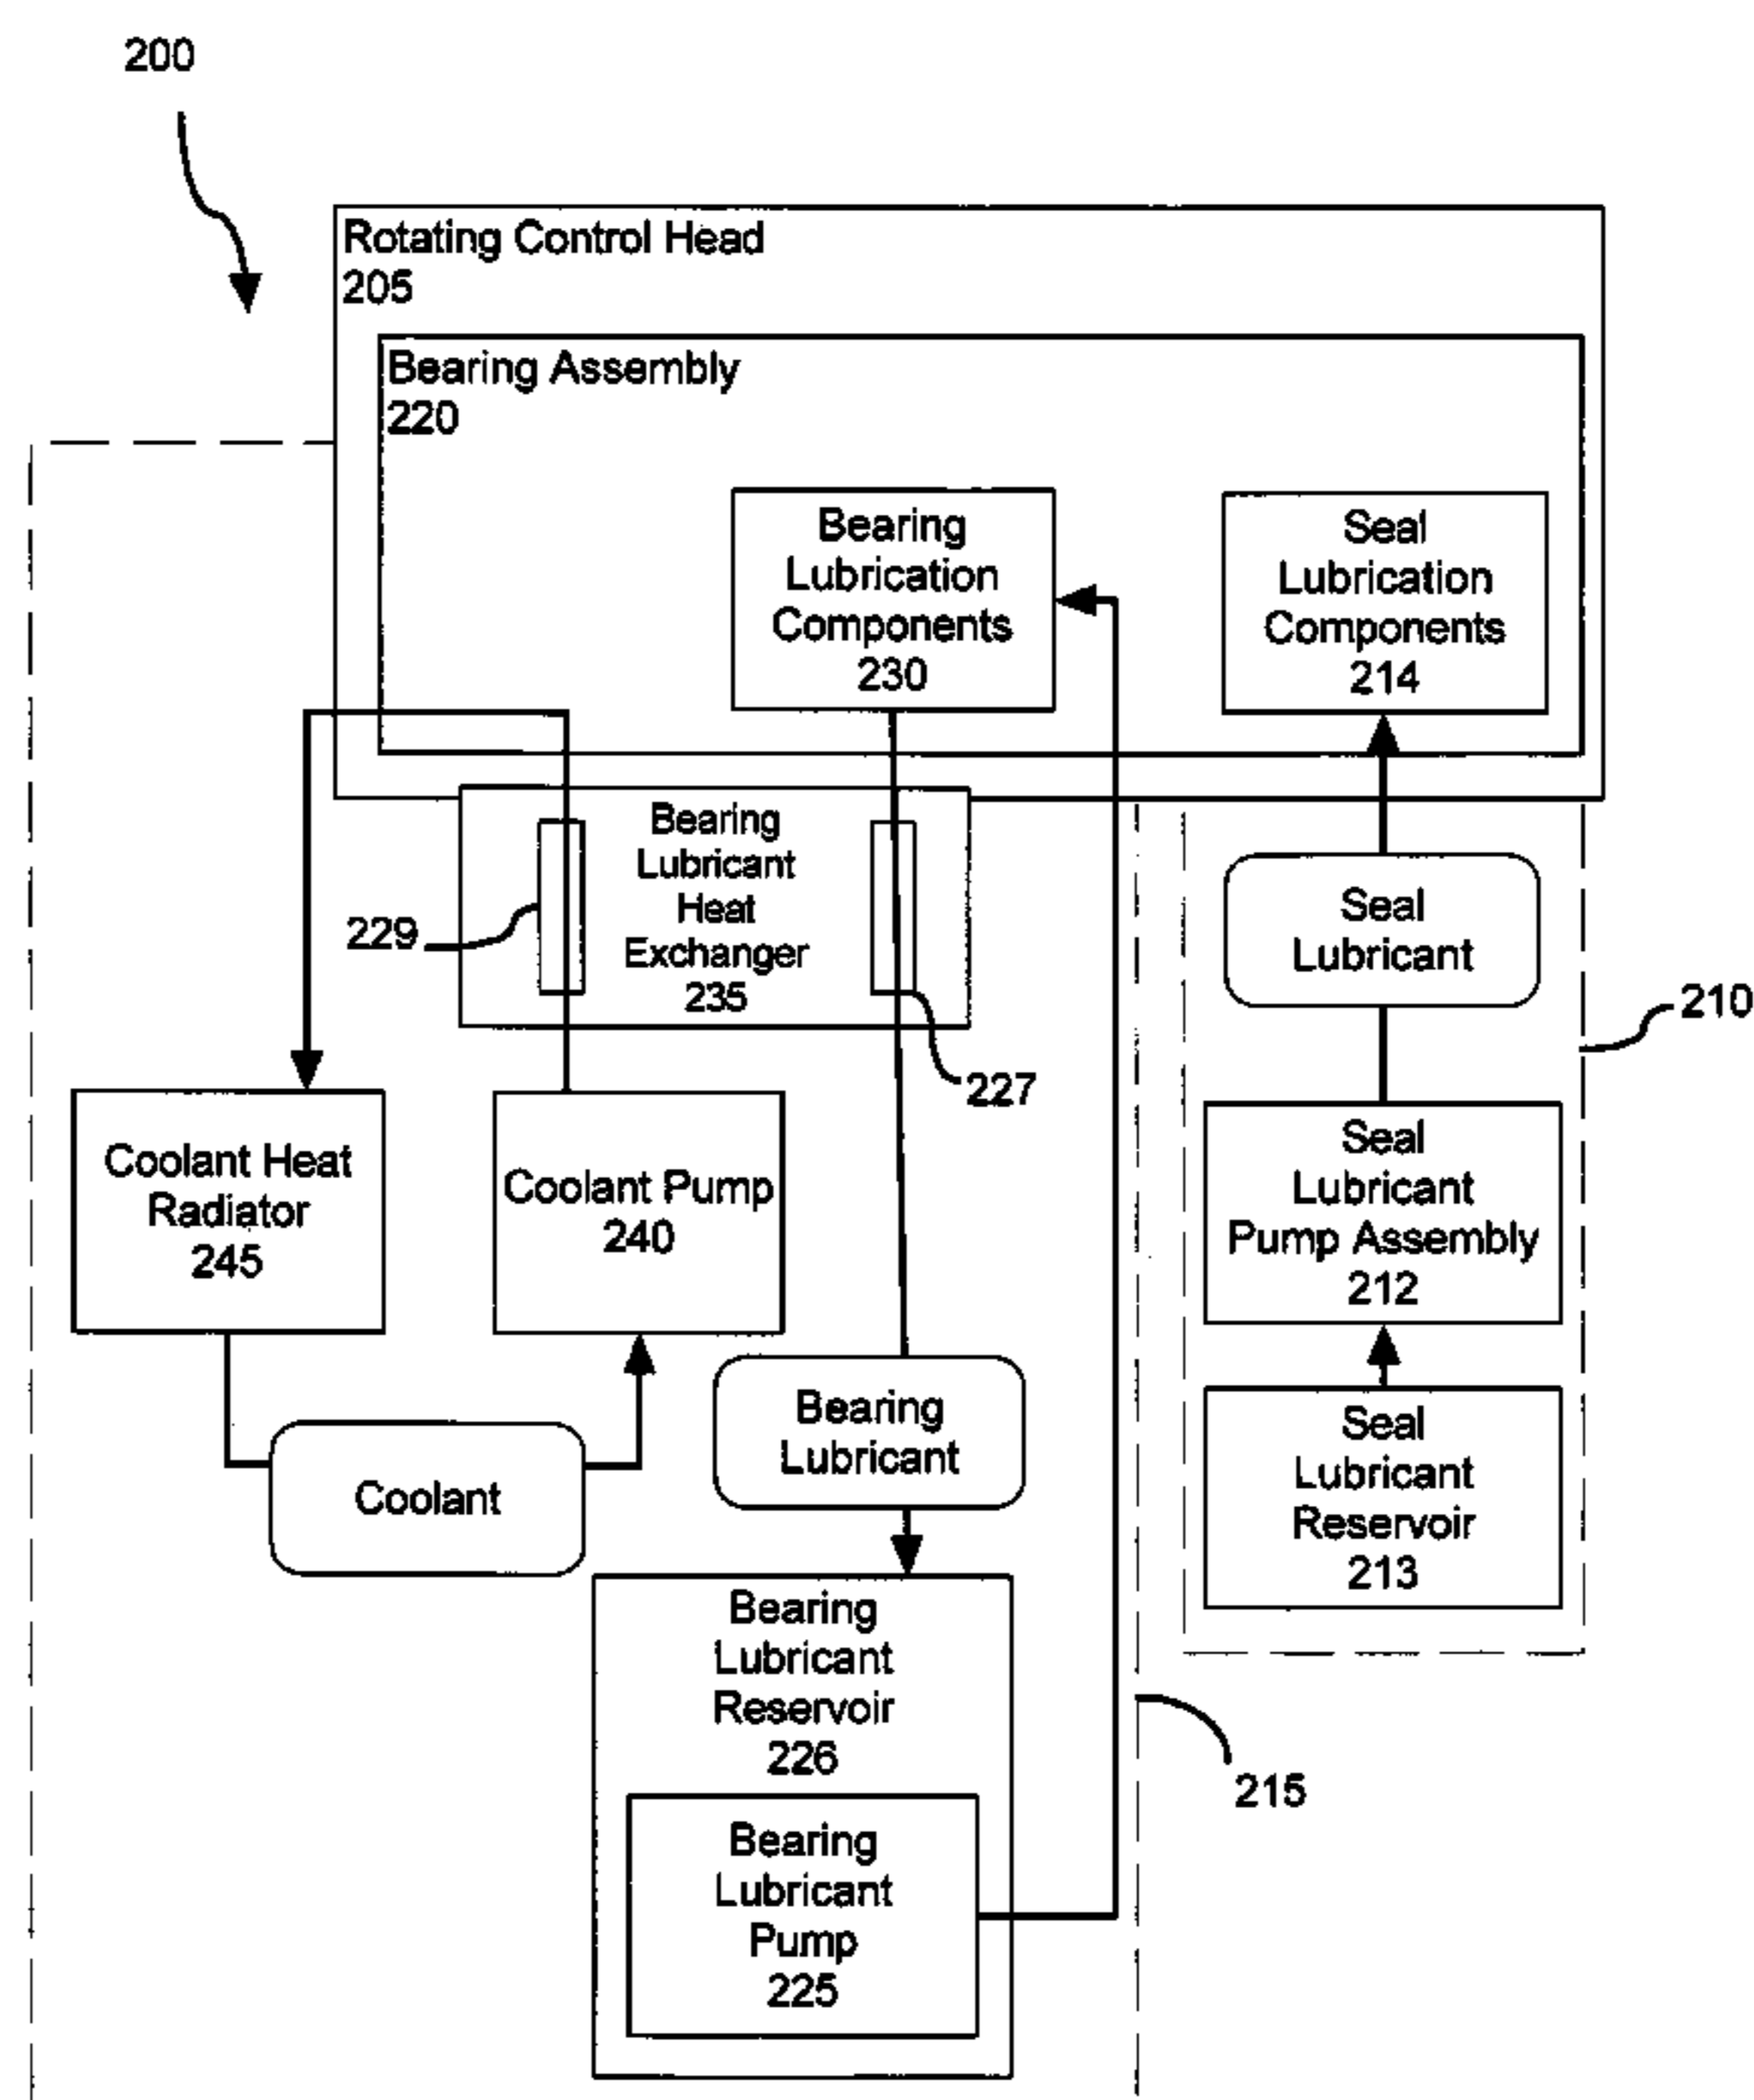 200
Rotating Control Head
205
Bearing Assembly
220
Bearing
Lubrication
Components
230
Seal
Lubrication
Components
214
Bearing
Lubricant
Heat
Exchanger
235
229
227
Seal
Lubricant
210
Coolant Heat
Radiator
245
Coolant Pump
240
Seal
Lubricant
Pump Assembly
212
Bearing
Lubricant
Coolant
Seal
Lubricant
Reservoir
213
Bearing
Lubricant
Reservoir
226
215
Bearing
Lubricant
Pump
225